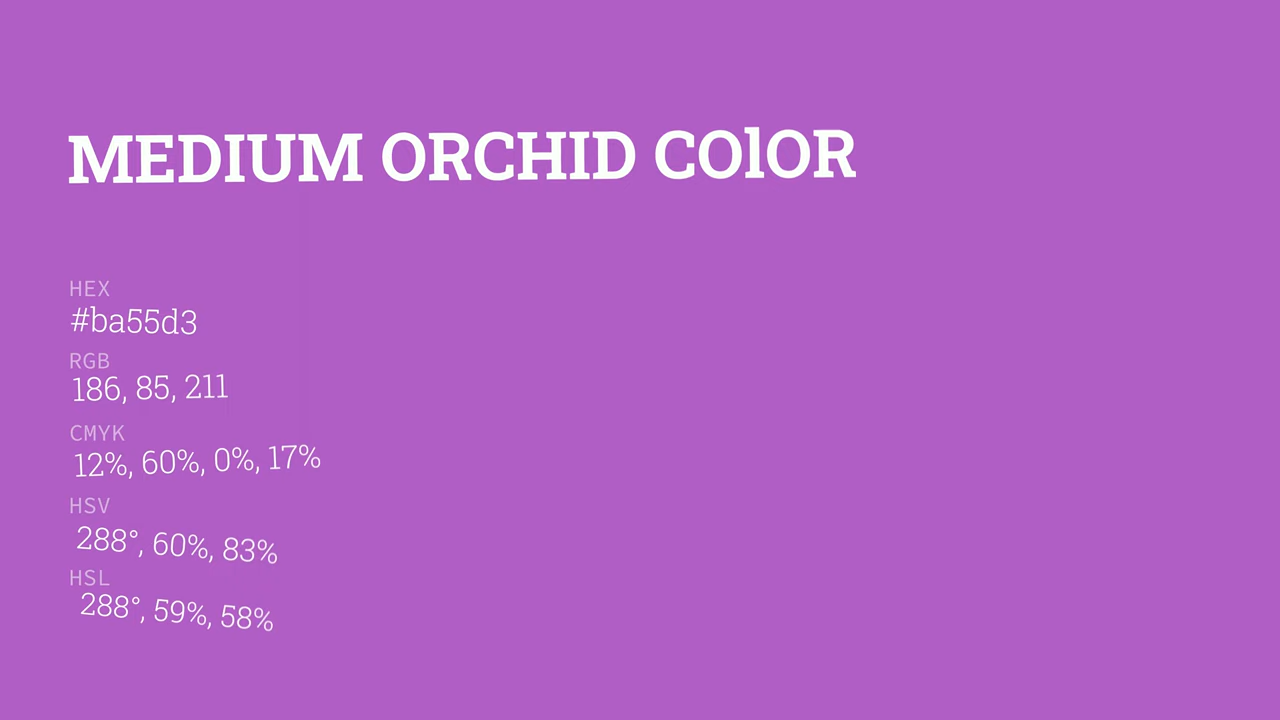 MEDIUM ORCHID COlOR
HEX
#ba55d3
RGB
186, 85, 211
CMYK
12%, 60%, 0%, 17%
HSV
288°, 60%, 83%
HSL
288°, 59%, 58%